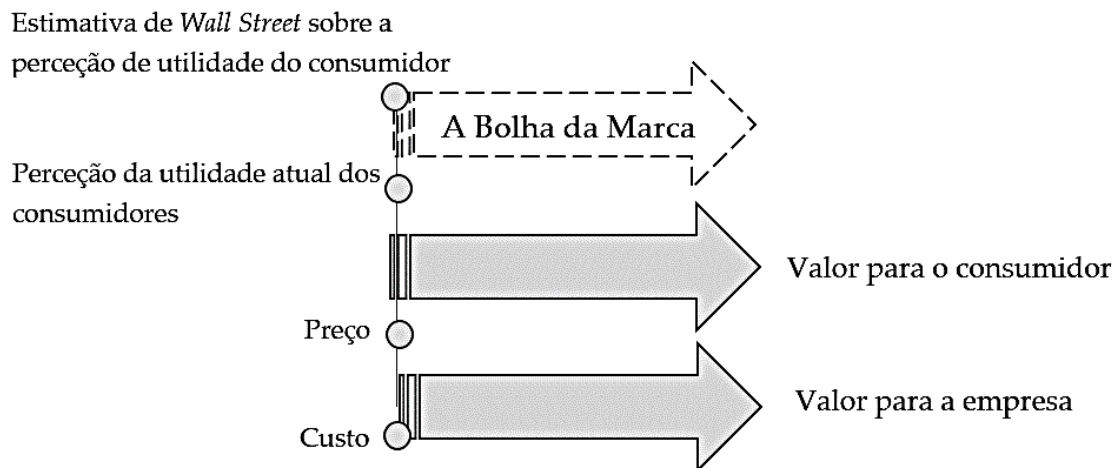 Estimativa de Wall Street sobre a
perceção de utilidade do consumidor
A Bolha da Marca
Perceção da utilidade atual dos
consumidores
Valor para o consumidor
Preço
Valor para a empresa
Custo